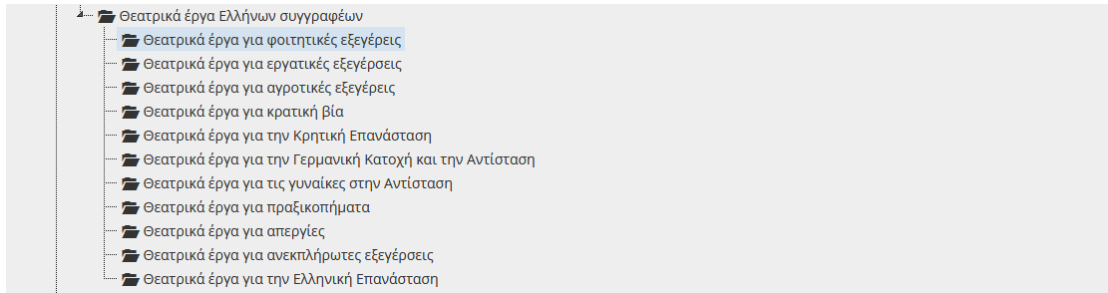 Θεατρικά έργα Ελλήνων συγγραφέων
Θεατρικά έργα για φοιτητικές εξεγέρεις
Θεατρικά έργα για εργατικές εξεγέρσεις
Θεατρικά έργα για αγροτικές εξεγέρεις
Θεατρικά έργα για κρατική βία
Θεατρικά έργα για την Κρητική Επανάσταση
Θεατρικά έργα για την Γερμανική Κατοχή και την Αντίσταση
Θεατρικά έργα για τις γυναίκες στην Αντίσταση
Θεατρικά έργα για πραξικοπήματα
Θεατρικά έργα για απεργίες
Θεατρικά έργα για ανεκπλήρωτες εξεγέρσεις
Θεατρικά έργα για την Ελληνική Επανάσταση